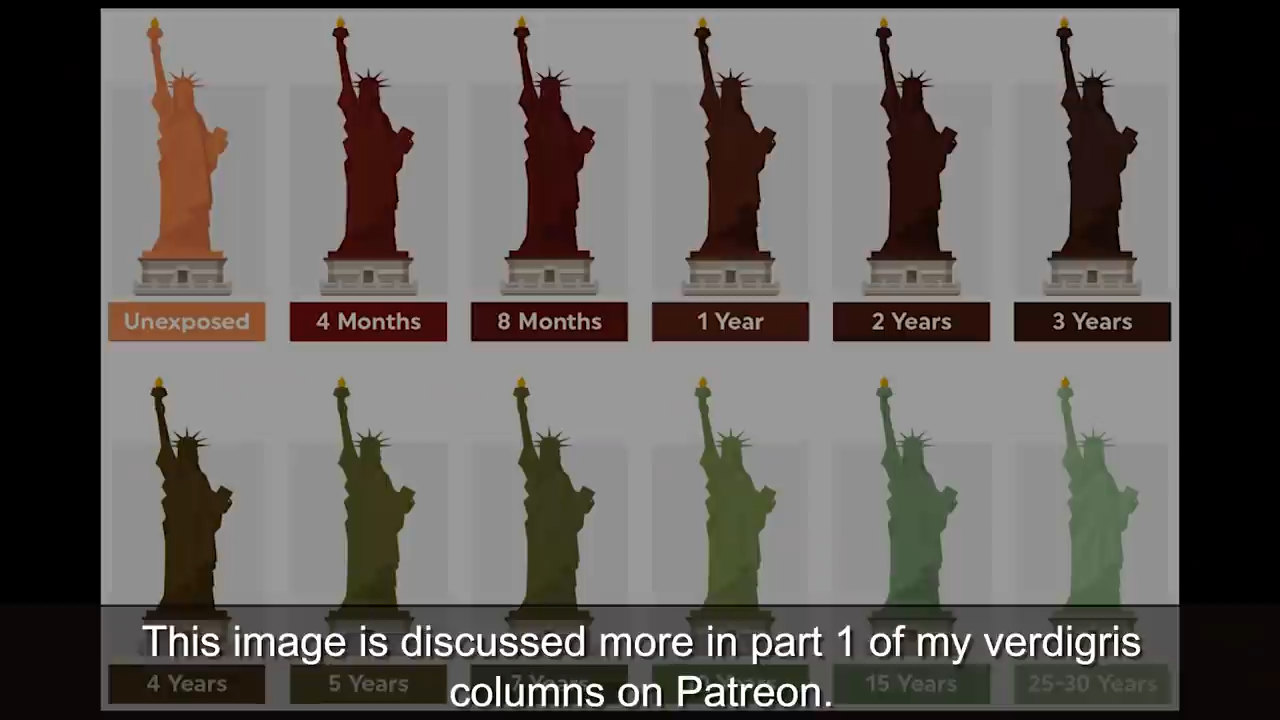 Unexposed
4 Months
8 Months
1 Year
2 Years
3 Years
This image is discussed more in part 1 of my verdigris
columns on Patreon.
4 Years
5 Years
15 Years
25-30 Years